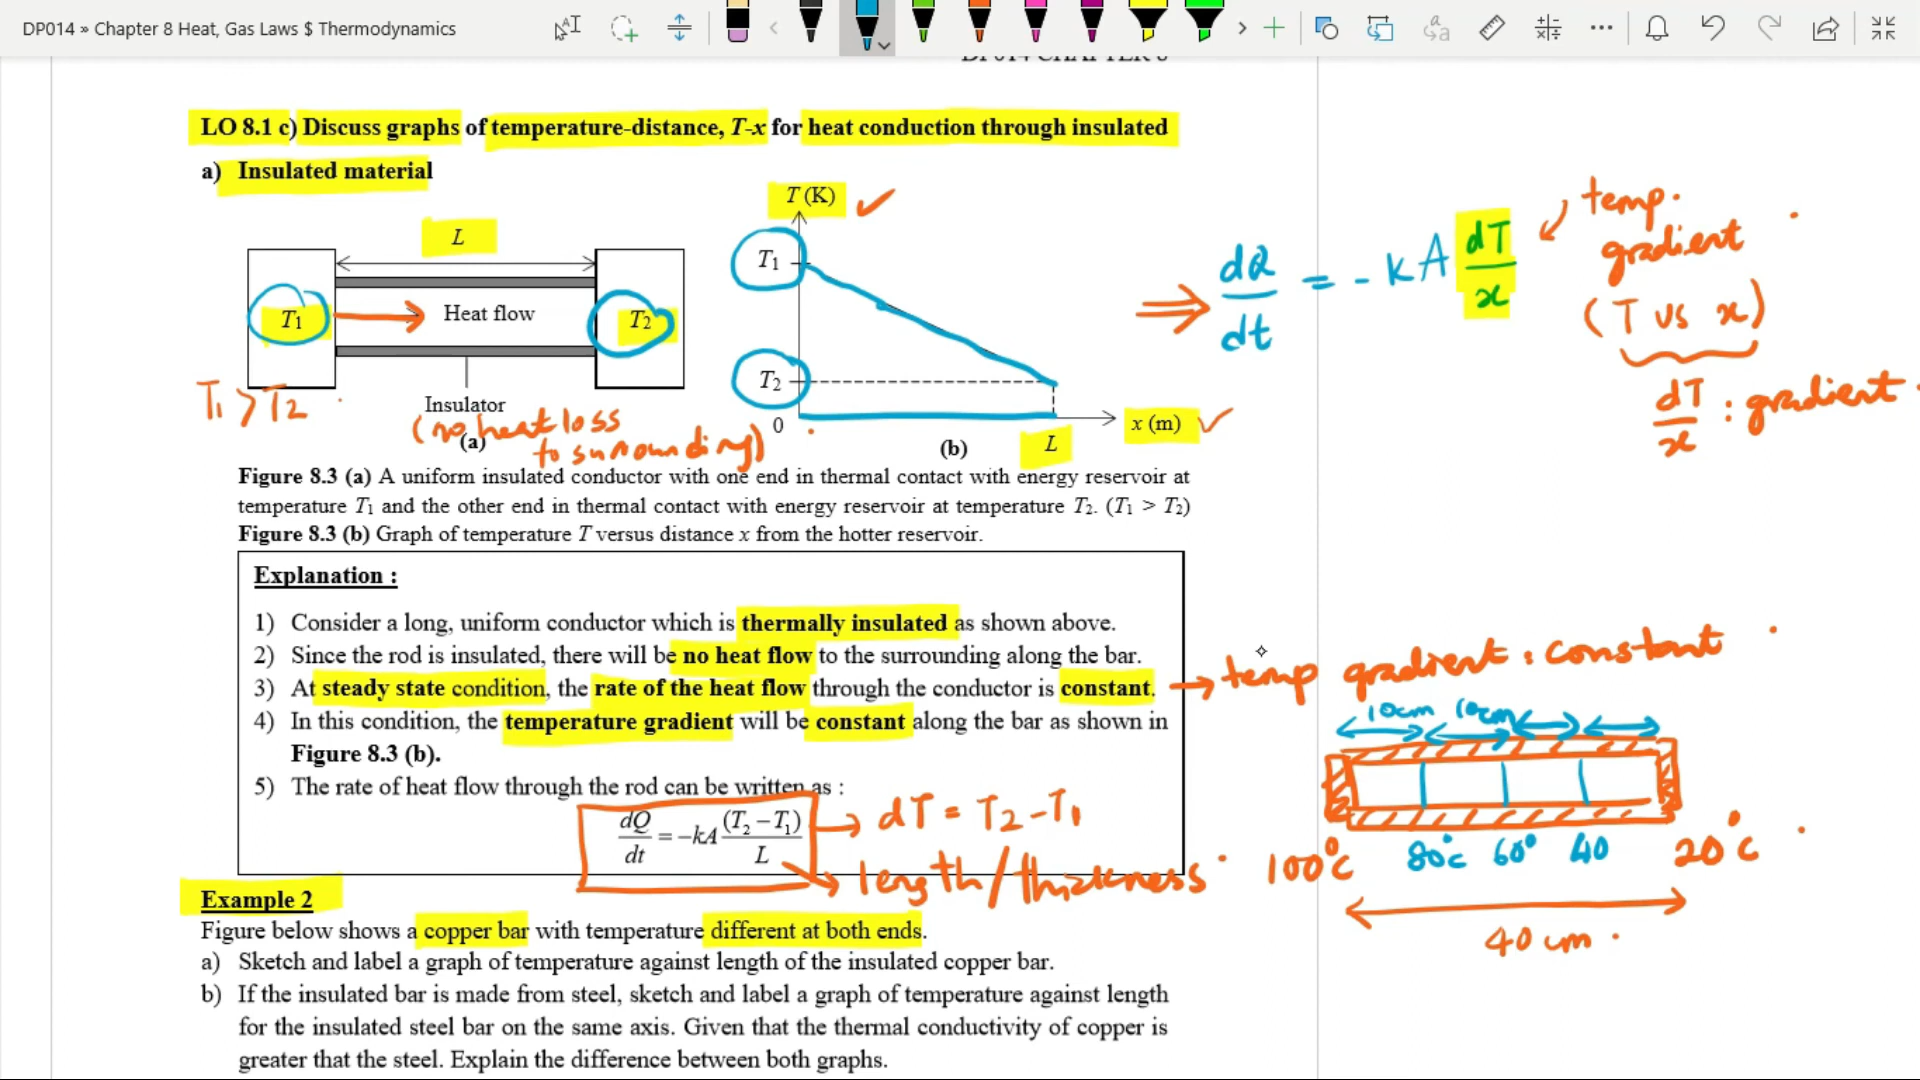 DP014 » Chapter 8 Heat, Gas Laws $ Thermodynamics
DP014 CHAPTER 8
LO 8.1 c) Discuss graphs of temperature-distance, T-x for heat conduction through insulated
a) Insulated material
L
T1
Heat flow
T2
T1 > T2
Insulator
(no heat loss
to surrounding)
(a)
T (K)
T1
T2
0
L
x (m)
(b)
dQ/dt = -kA dT/x
temp.
gradient
(T vs x)
dT/x : gradient
Figure 8.3 (a) A uniform insulated conductor with one end in thermal contact with energy reservoir at
temperature T1 and the other end in thermal contact with energy reservoir at temperature T2. (T1 > T2)
Figure 8.3 (b) Graph of temperature T versus distance x from the hotter reservoir.
Explanation :
1) Consider a long, uniform conductor which is thermally insulated as shown above.
2) Since the rod is insulated, there will be no heat flow to the surrounding along the bar.
3) At steady state condition, the rate of the heat flow through the conductor is constant.
→ temp gradient : constant
4) In this condition, the temperature gradient will be constant along the bar as shown in
Figure 8.3 (b).
5) The rate of heat flow through the rod can be written as :
dQ/dt = -kA (T2 - T1)/L
→ dT = T2 - T1
→ length/thickness
10cm 10cm
100°c 80°c 60° 40 20°c
40 cm
Example 2
Figure below shows a copper bar with temperature different at both ends.
a) Sketch and label a graph of temperature against length of the insulated copper bar.
b) If the insulated bar is made from steel, sketch and label a graph of temperature against length
for the insulated steel bar on the same axis. Given that the thermal conductivity of copper is
greater that the steel. Explain the difference between both graphs.